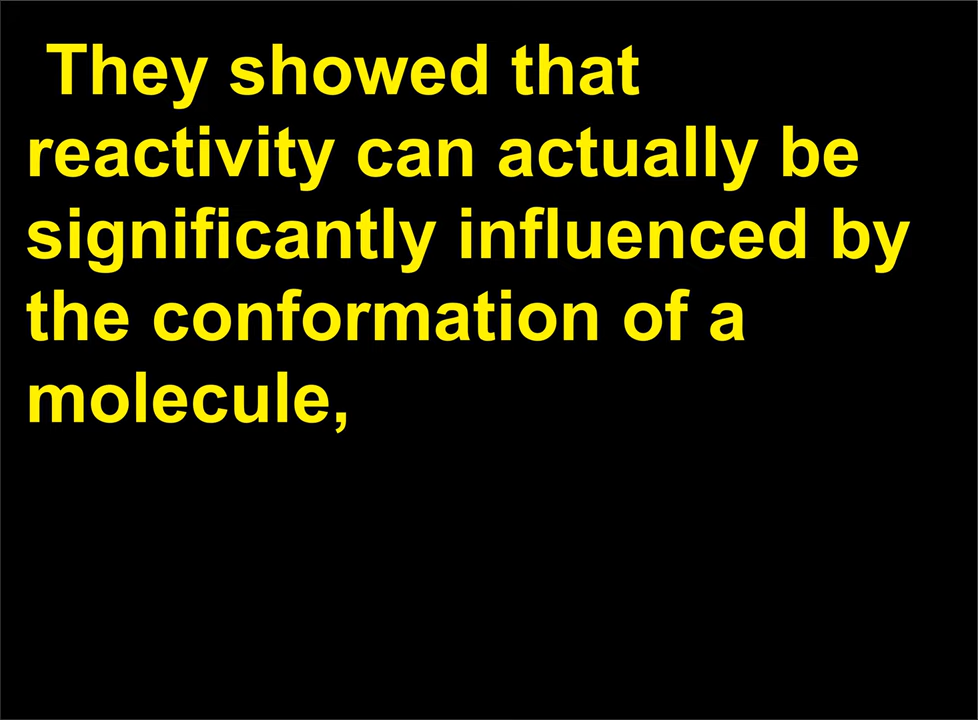 They showed that
reactivity can actually be
significantly influenced by
the conformation of a
molecule,